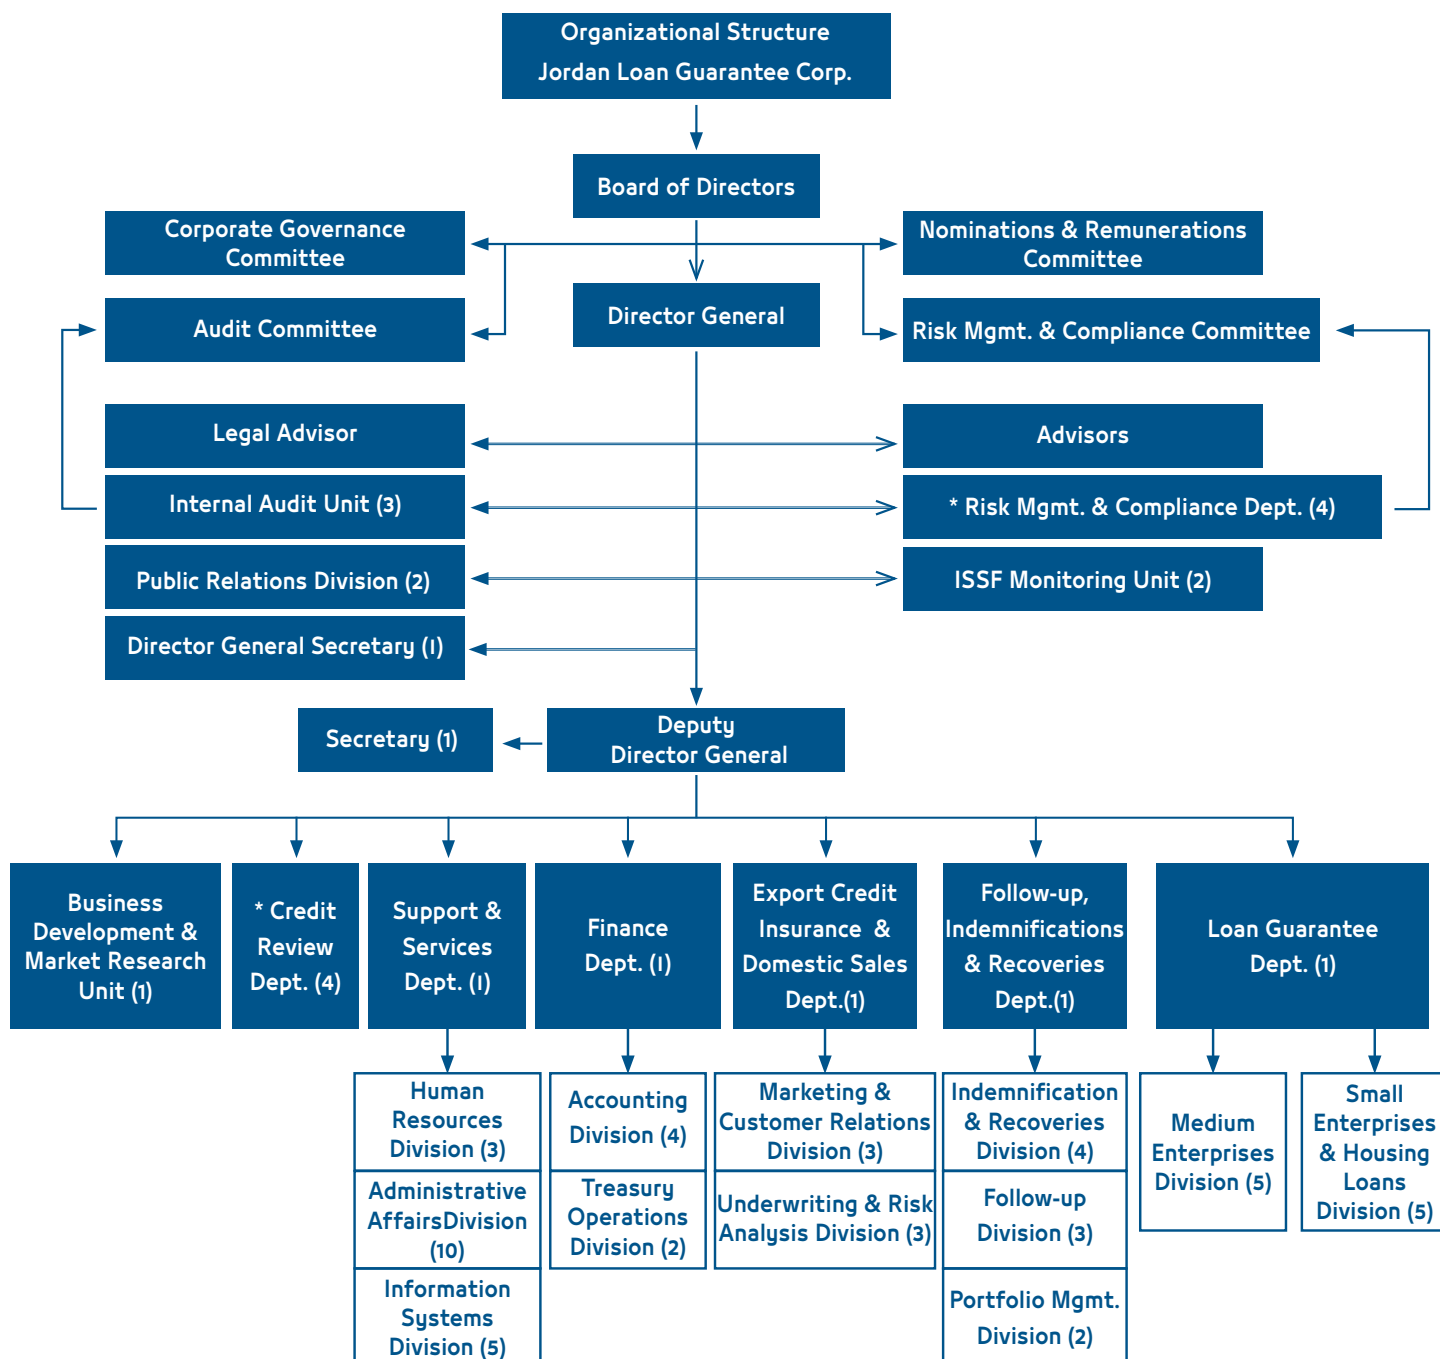 Organizational Structure
Jordan Loan Guarantee Corp.
Board of Directors
Corporate Governance
Committee
Nominations & Remunerations
Committee
Director General
Audit Committee
Risk Mgmt. & Compliance Committee
Legal Advisor
Advisors
Internal Audit Unit (3)
* Risk Mgmt. & Compliance Dept. (4)
Public Relations Division (2)
ISSF Monitoring Unit (2)
Director General Secretary (1)
Secretary (1)
Deputy
Director General
Business
Development &
Market Research
Unit (1)
* Credit
Review
Dept. (4)
Support &
Services
Dept. (1)
Finance
Dept. (1)
Export Credit
Insurance &
Domestic Sales
Dept.(1)
Follow-up,
Indemnifications
& Recoveries
Dept.(1)
Loan Guarantee
Dept. (1)
Human
Resources
Division (3)
Administrative
AffairsDivision
(10)
Information
Systems
Division (5)
Accounting
Division (4)
Treasury
Operations
Division (2)
Marketing &
Customer Relations
Division (3)
Underwriting & Risk
Analysis Division (3)
Indemnification
& Recoveries
Division (4)
Follow-up
Division (3)
Portfolio Mgmt.
Division (2)
Medium
Enterprises
Division (5)
Small
Enterprises
& Housing
Loans
Division (5)